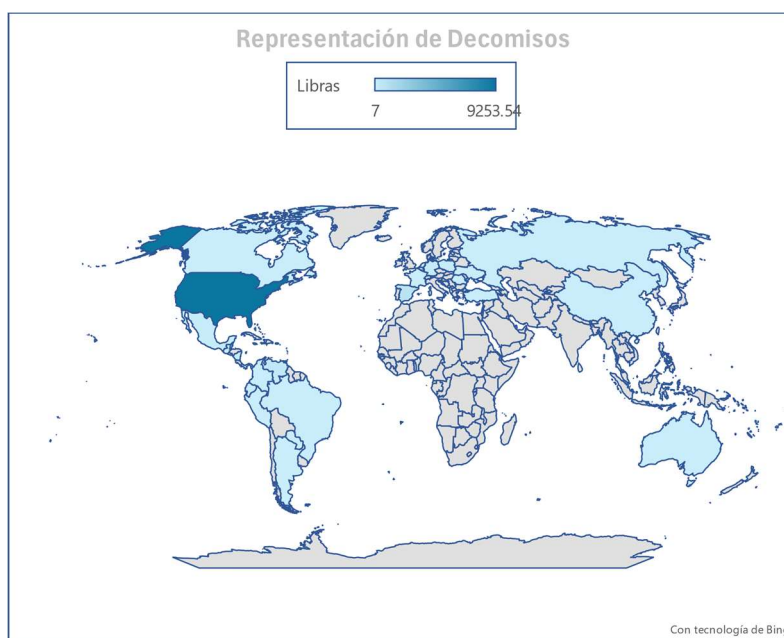 Representación de Decomisos
Libras
7 9253.54
Con tecnología de Bing